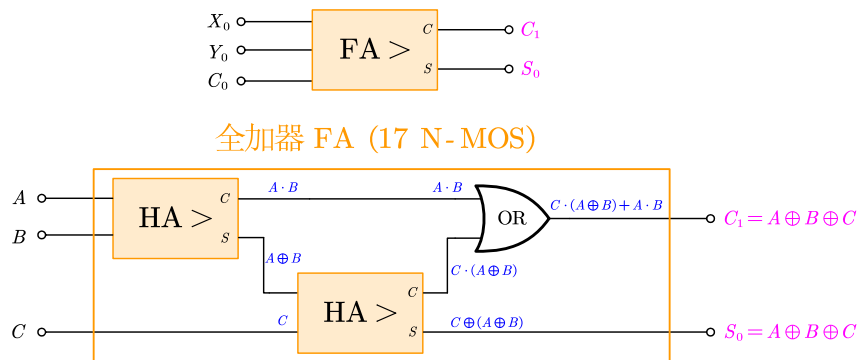 X₀
Y₀
C₀
FA >
C
S
C₁
S₀
全加器 FA (17 N-MOS)
A
B
C
HA >
C
S
A · B
A · B
A⊕B
C
HA >
C
S
C · (A⊕B)
C⊕(A⊕B)
OR
C · (A⊕B) + A · B
C₁ = A ⊕ B ⊕ C
S₀ = A ⊕ B ⊕ C